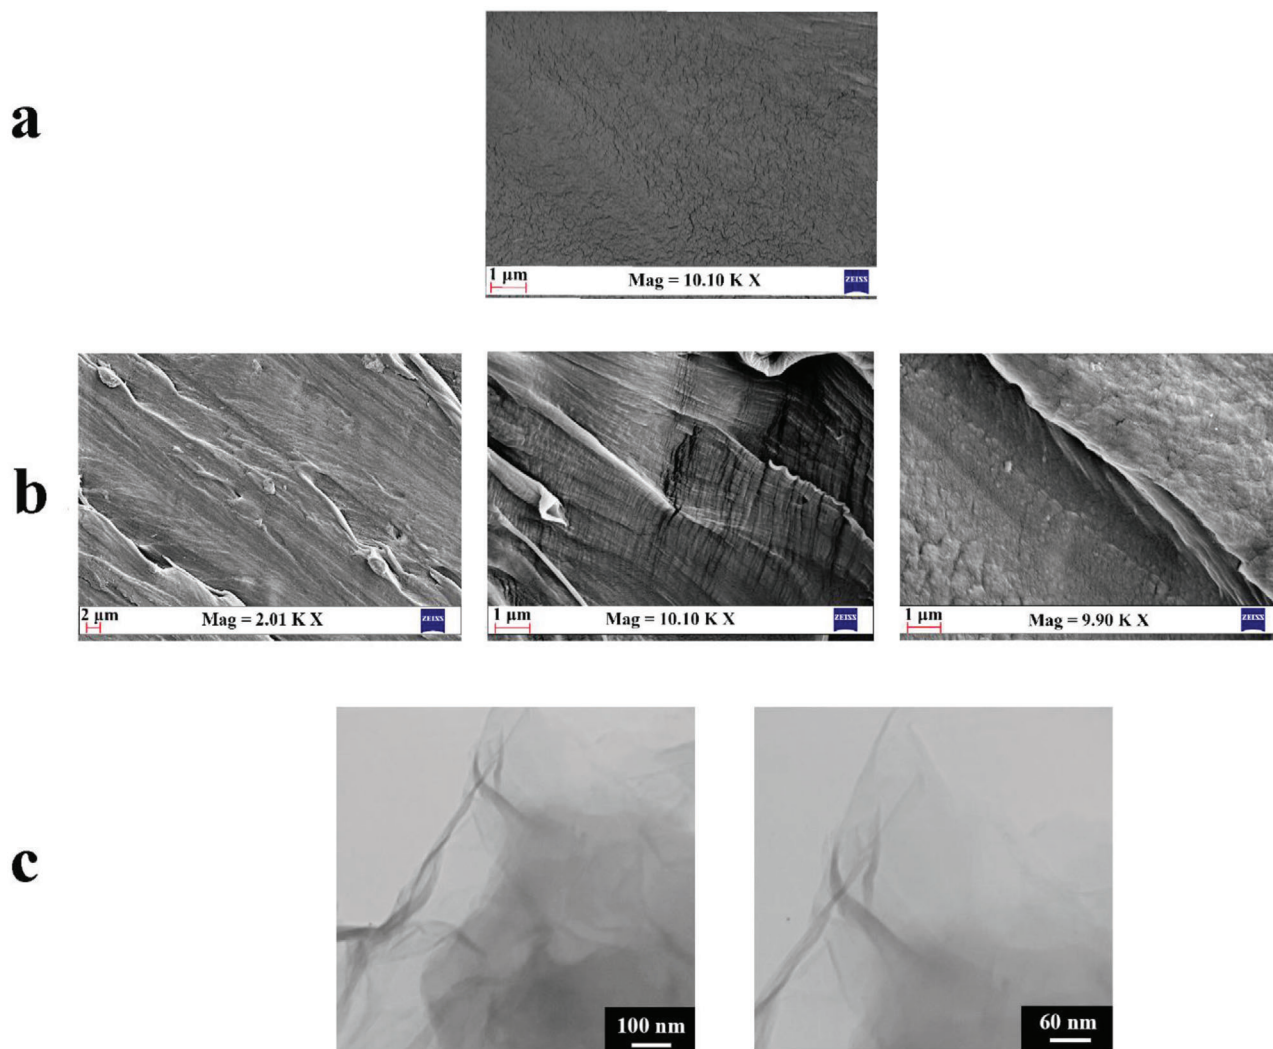 a
1 μm Mag = 10.10 K X ZEISS
b
2 μm Mag = 2.01 K X ZEISS
1 μm Mag = 10.10 K X ZEISS
1 μm Mag = 9.90 K X ZEISS
c
100 nm
60 nm